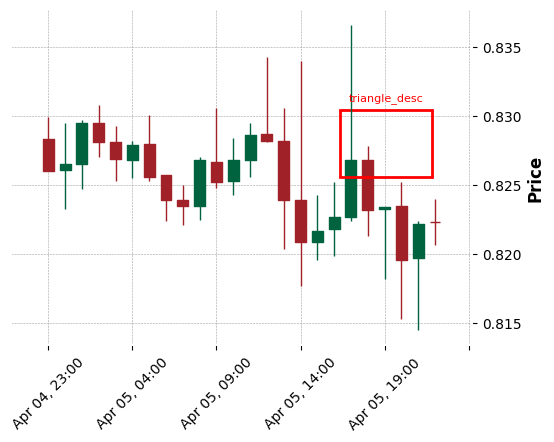 triangle_desc
0.835
0.830
0.825
0.820
0.815
Price
Apr 04, 23:00
Apr 05, 04:00
Apr 05, 09:00
Apr 05, 14:00
Apr 05, 19:00